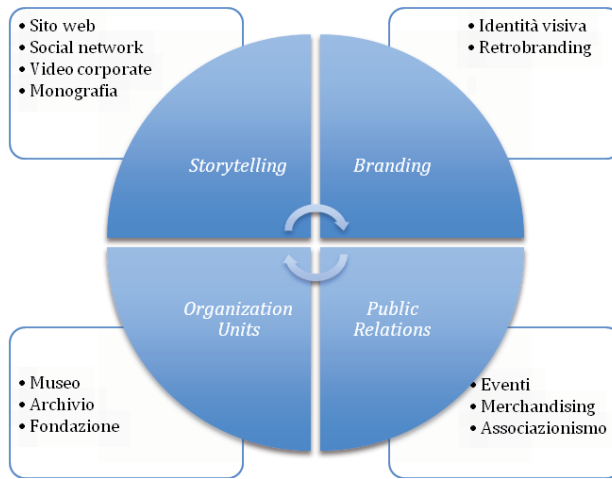 • Sito web
• Social network
• Video corporate
• Monografia
• Identità visiva
• Retrobranding
Storytelling
Branding
Organization
Units
Public
Relations
• Museo
• Archivio
• Fondazione
• Eventi
• Merchandising
• Associazionismo